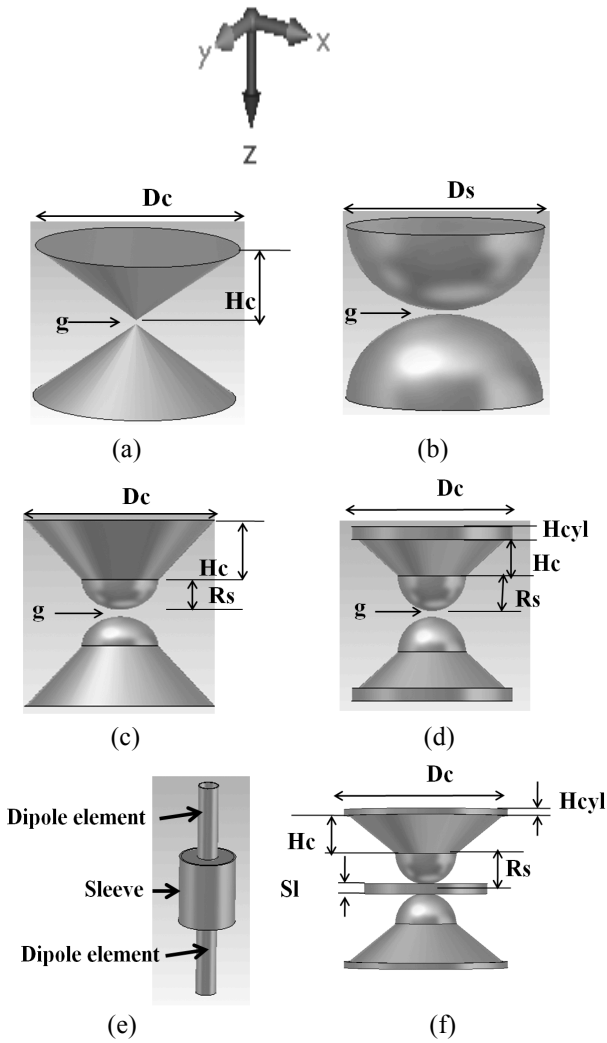 y x
z
Dc
Hc
g
(a)
Ds
g
(b)
Dc
Hc
Rs
g
(c)
Dc
Hcyl
Hc
Rs
g
(d)
Dipole element
Sleeve
Dipole element
(e)
Dc
Hcyl
Hc
Rs
Sl
(f)